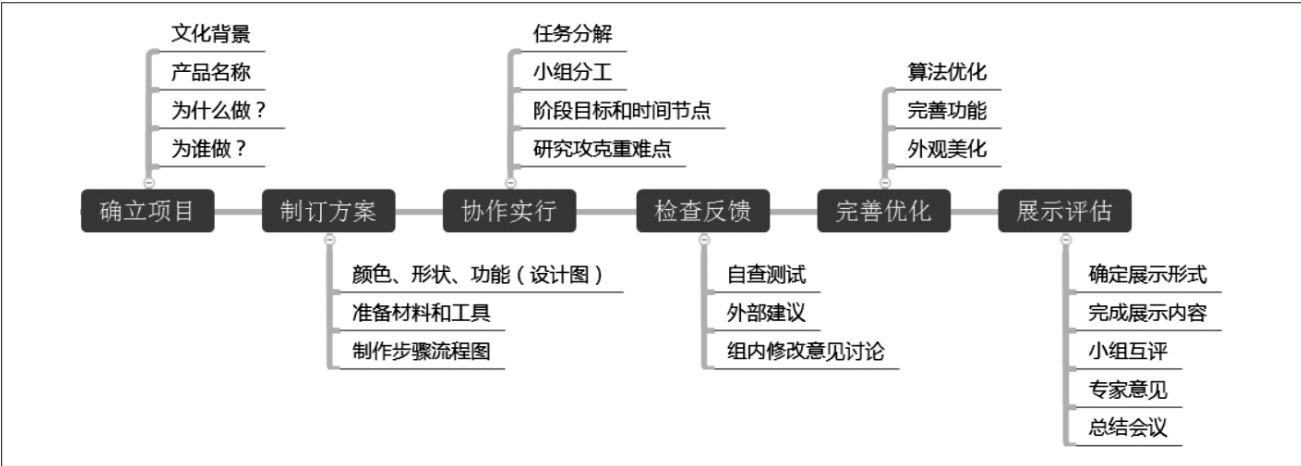 文化背景
产品名称
为什么做？
为谁做？
任务分解
小组分工
阶段目标和时间节点
研究攻克重难点
算法优化
完善功能
外观美化
确立项目
制订方案
协作实行
检查反馈
完善优化
展示评估
颜色、形状、功能（设计图）
准备材料和工具
制作步骤流程图
自查测试
外部建议
组内修改意见讨论
确定展示形式
完成展示内容
小组互评
专家意见
总结会议